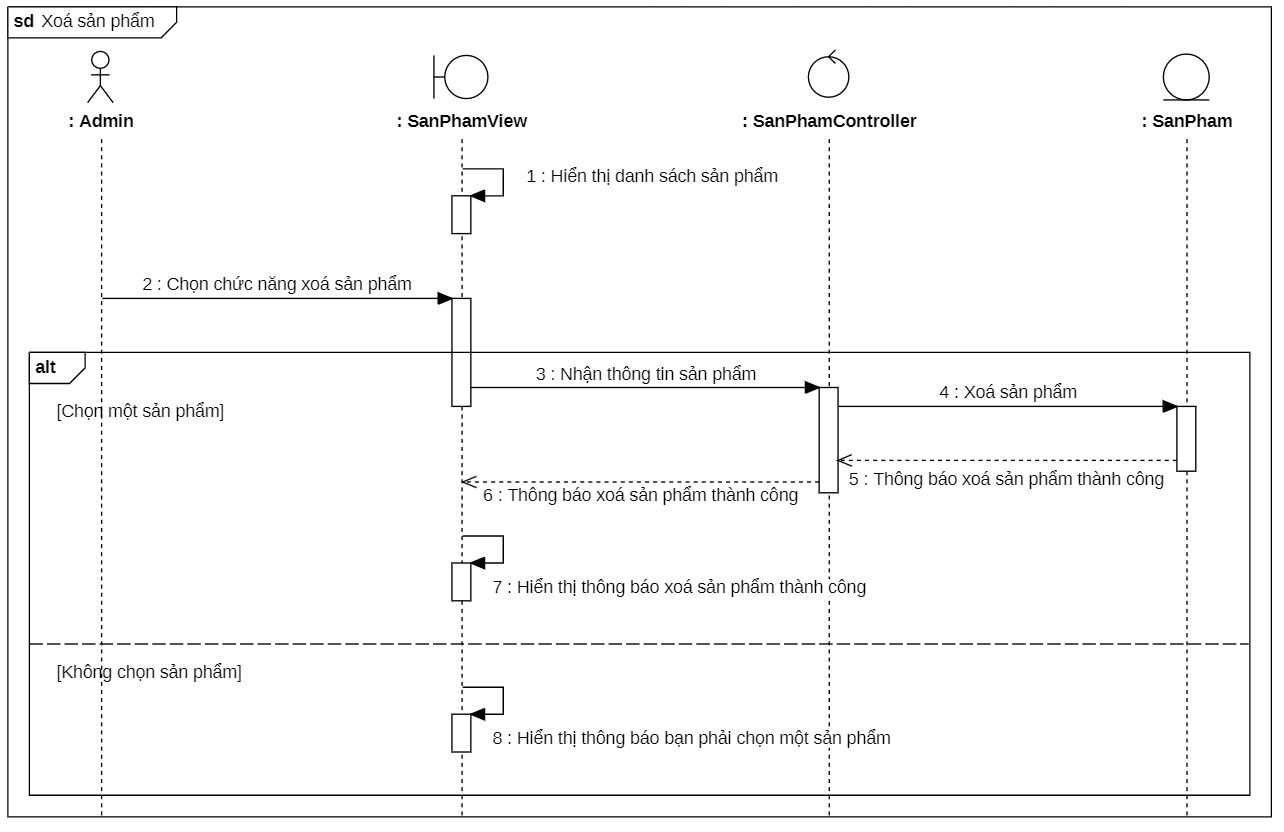 sd Xoá sản phẩm
: Admin
: SanPhamView
: SanPhamController
: SanPham
1 : Hiển thị danh sách sản phẩm
2 : Chọn chức năng xoá sản phẩm
alt
3 : Nhận thông tin sản phẩm
4 : Xoá sản phẩm
[Chọn một sản phẩm]
5 : Thông báo xoá sản phẩm thành công
6 : Thông báo xoá sản phẩm thành công
7 : Hiển thị thông báo xoá sản phẩm thành công
[Không chọn sản phẩm]
8 : Hiển thị thông báo bạn phải chọn một sản phẩm